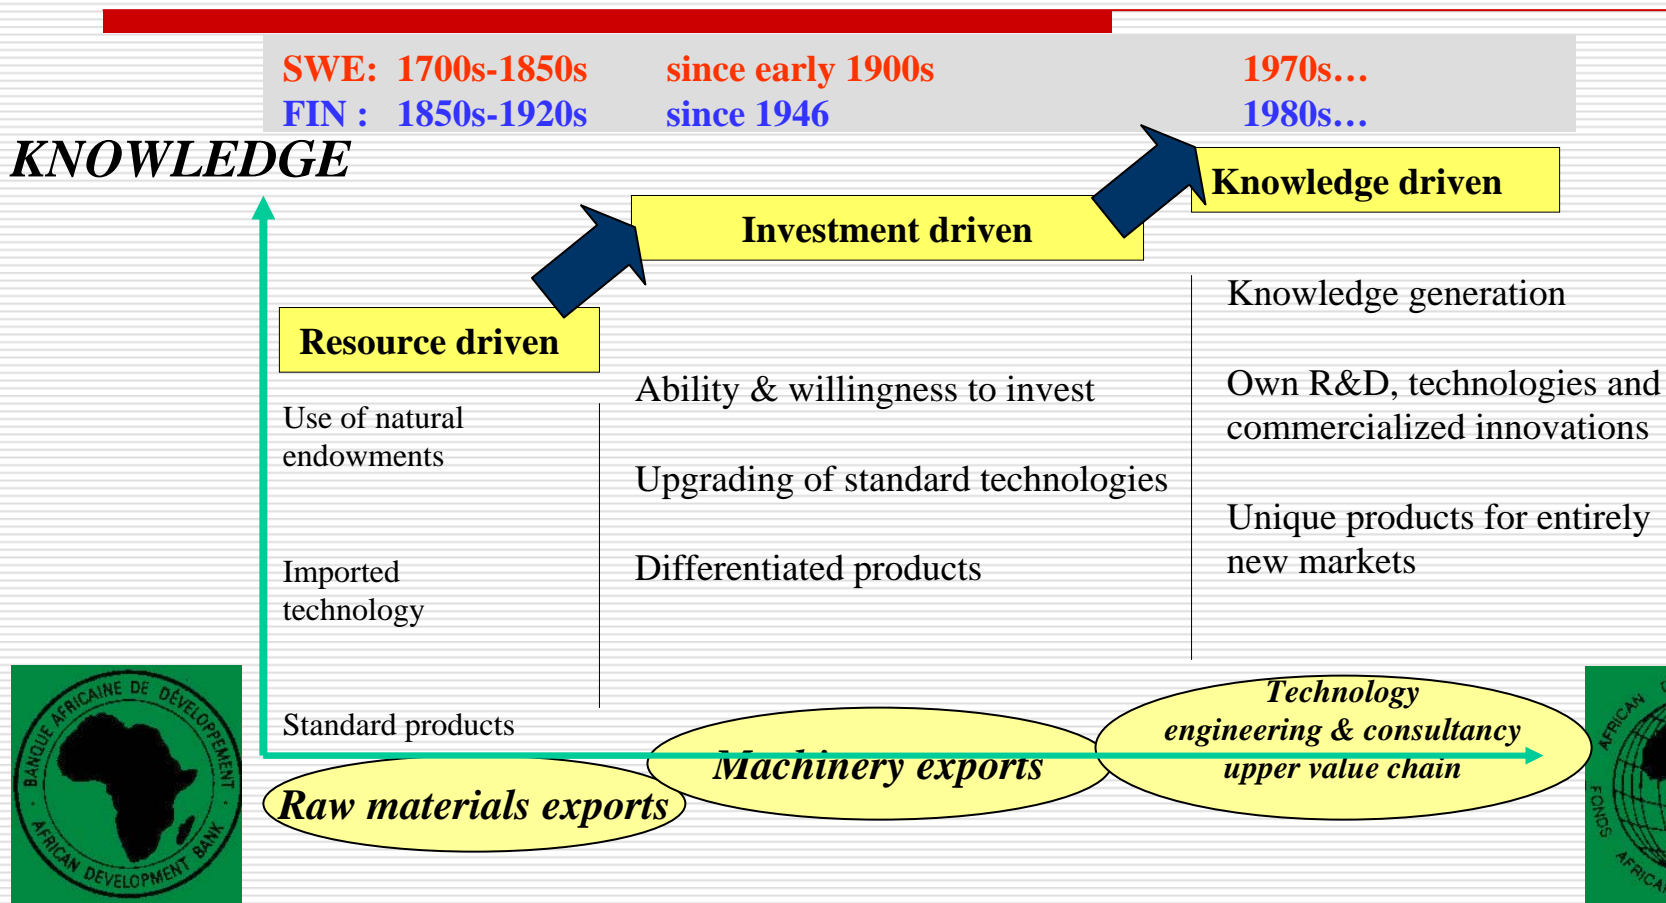 SWE: 1700s-1850s since early 1900s 1970s…
FIN : 1850s-1920s since 1946 1980s…
KNOWLEDGE
Knowledge driven
Investment driven
Resource driven
Use of natural
endowments
Imported
technology
Standard products
Ability & willingness to invest
Upgrading of standard technologies
Differentiated products
Knowledge generation
Own R&D, technologies and
commercialized innovations
Unique products for entirely
new markets
Raw materials exports
Machinery exports
Technology
engineering & consultancy
upper value chain
BANQUE AFRICAINE DE DÉVELOPPEMENT
AFRICAN DEVELOPMENT BANK
AFRICAN
FONDS